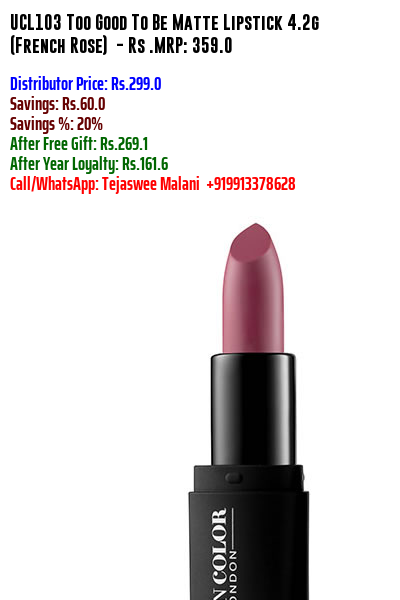 UCL103 Too Good To Be Matte Lipstick 4.2g
(French Rose) - Rs .MRP: 359.0
Distributor Price: Rs.299.0
Savings: Rs.60.0
Savings %: 20%
After Free Gift: Rs.269.1
After Year Loyalty: Rs.161.6
Call/WhatsApp: Tejaswee Malani +919913378628
N COLOR
ONDON